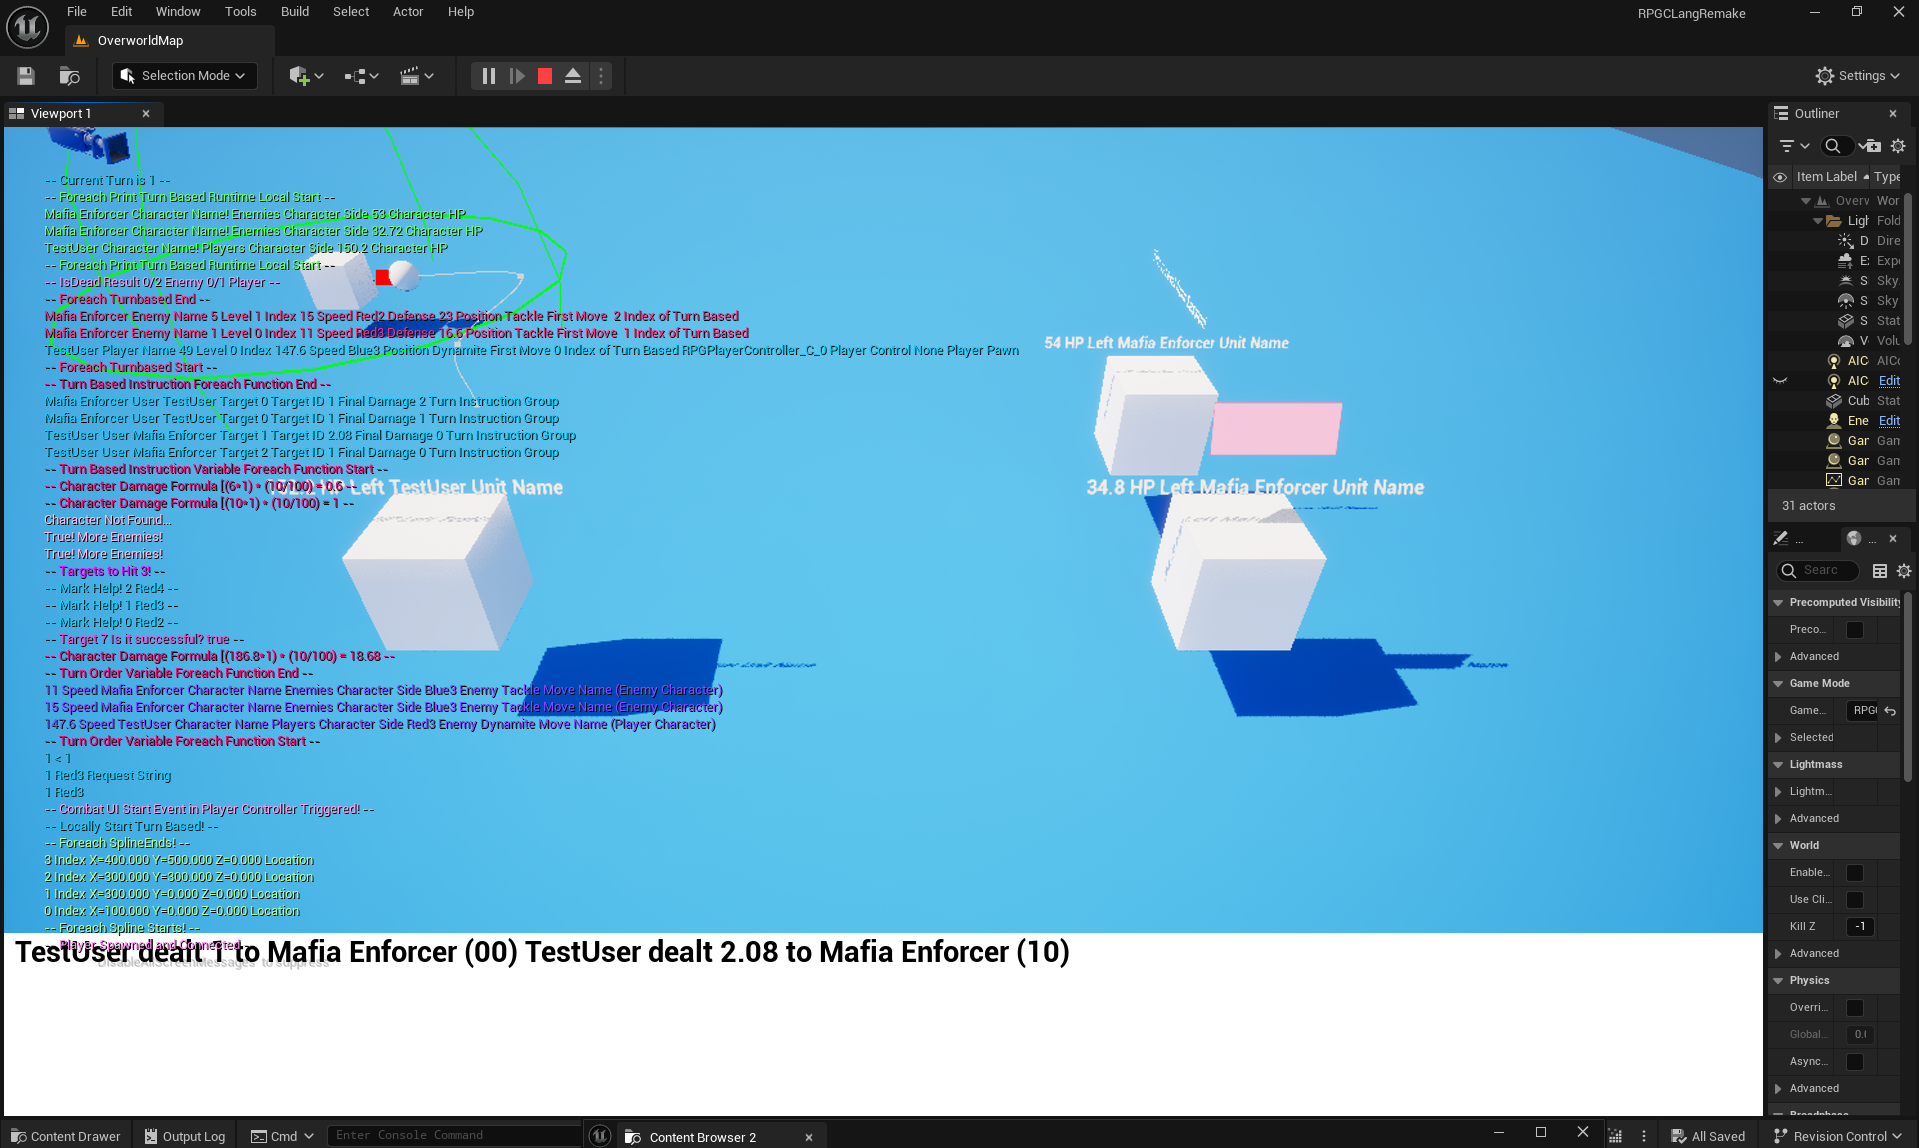 File Edit Window Tools Build Select Actor Help
RPGCLangRemake
OverworldMap
Selection Mode
Settings
Viewport 1
-- Current Turn is 1 --
-- Foreach Print Turn Based Runtime Local Start --
Mafia Enforcer Character Name! Enemies Character Side 53 Character HP
Mafia Enforcer Character Name! Enemies Character Side 32.72 Character HP
TestUser Character Name! Players Character Side 150.2 Character HP
-- Foreach Print Turn Based Runtime Local Start --
-- IsDead Result 0/2 Enemy 0/1 Player --
-- Foreach Turnbased End --
Mafia Enforcer Enemy Name 5 Level 1 Index 15 Speed Red2 Defense 23 Position Tackle First Move  2 Index of Turn Based
Mafia Enforcer Enemy Name 1 Level 0 Index 11 Speed Red3 Defense 16.6 Position Tackle First Move  1 Index of Turn Based
TestUser Player Name 49 Level 0 Index 147.6 Speed Blue3 Position Dynamite First Move 0 Index of Turn Based RPGPlayerController_C_0 Player Control None Player Pawn
-- Foreach Turnbased Start --
-- Turn Based Instruction Foreach Function End --
Mafia Enforcer User TestUser Target 0 Target ID 1 Final Damage 2 Turn Instruction Group
Mafia Enforcer User TestUser Target 0 Target ID 1 Final Damage 1 Turn Instruction Group
TestUser User Mafia Enforcer Target 1 Target ID 2.08 Final Damage 0 Turn Instruction Group
TestUser User Mafia Enforcer Target 2 Target ID 1 Final Damage 0 Turn Instruction Group
-- Turn Based Instruction Variable Foreach Function Start --
-- Character Damage Formula [(6*1) * (10/100) = 0.6 --
-- Character Damage Formula [(10*1) * (10/100) = 1 --
Character Not Found...
True! More Enemies!
True! More Enemies!
-- Targets to Hit 3! --
-- Mark Help! 2 Red4 --
-- Mark Help! 1 Red3 --
-- Mark Help! 0 Red2 --
-- Target 7 Is it successful? true --
-- Character Damage Formula [(186.8*1) * (10/100) = 18.68 --
-- Turn Order Variable Foreach Function End --
11 Speed Mafia Enforcer Character Name Enemies Character Side Blue3 Enemy Tackle Move Name (Enemy Character)
15 Speed Mafia Enforcer Character Name Enemies Character Side Blue3 Enemy Tackle Move Name (Enemy Character)
147.6 Speed TestUser Character Name Players Character Side Red3 Enemy Dynamite Move Name (Player Character)
-- Turn Order Variable Foreach Function Start --
1 < 1
1 Red3 Request String
1 Red3
-- Combat UI Start Event in Player Controller Triggered! --
-- Locally Start Turn Based! --
-- Foreach SplineEnds! --
3 Index X=400.000 Y=500.000 Z=0.000 Location
2 Index X=300.000 Y=300.000 Z=0.000 Location
1 Index X=300.000 Y=0.000 Z=0.000 Location
0 Index X=100.000 Y=0.000 Z=0.000 Location
-- Foreach Spline Starts! --
-- Player Spawned and Connected --
DisableAllScreenMessages' to suppress
54 HP Left Mafia Enforcer Unit Name
HP Left TestUser Unit Name
34.8 HP Left Mafia Enforcer Unit Name
TestUser dealt 1 to Mafia Enforcer (00) TestUser dealt 2.08 to Mafia Enforcer (10)
Outliner
Item Label Type
Overv Wor
Ligh Fold
D Dire
E Expo
S Sky.
S Sky
S Stat
V Volu
AIC AICo
AIC Edit
Cub Stat
Ene Edit
Gar Gam
Gar Gam
Gar Gam
31 actors
...
...
Searc
Precomputed Visibility
Preco...
Advanced
Game Mode
Game... RPG
Selected
Lightmass
Lightm...
Advanced
World
Enable...
Use Cli...
Kill Z -1
Advanced
Physics
Overri...
Global... 0.
Async...
Advanced
Content Drawer Output Log Cmd Enter Console Command Content Browser 2 All Saved Revision Control